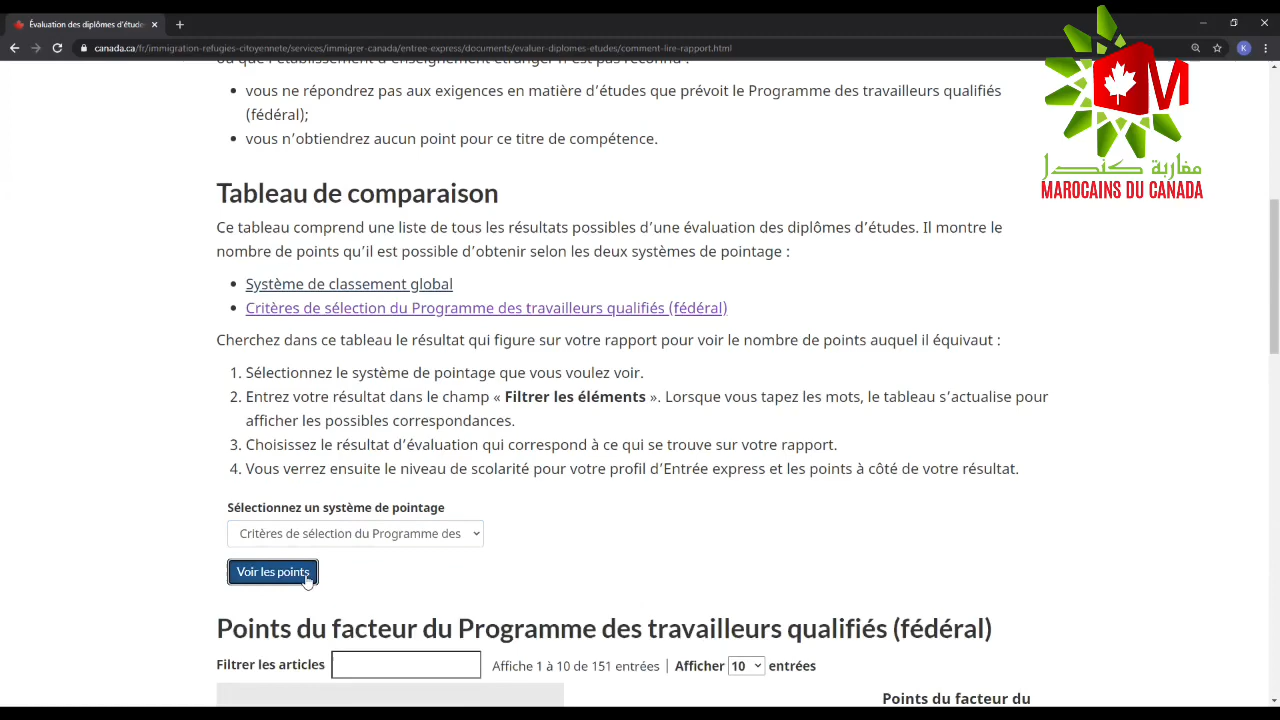 Évaluation des diplômes d'étude
canada.ca/fr/immigration-refugies-citoyennete/services/immigrer-canada/entree-express/documents/evaluer-diplomes-etudes/comment-lire-rapport.html
K
M
مغاربة كندا
MAROCAINS DU CANADA
ou que l'établissement d'enseignement étranger n'est pas reconnu :
vous ne répondrez pas aux exigences en matière d'études que prévoit le Programme des travailleurs qualifiés
(fédéral);
vous n'obtiendrez aucun point pour ce titre de compétence.
Tableau de comparaison
Ce tableau comprend une liste de tous les résultats possibles d'une évaluation des diplômes d'études. Il montre le
nombre de points qu'il est possible d'obtenir selon les deux systèmes de pointage :
Système de classement global
Critères de sélection du Programme des travailleurs qualifiés (fédéral)
Cherchez dans ce tableau le résultat qui figure sur votre rapport pour voir le nombre de points auquel il équivaut :
1. Sélectionnez le système de pointage que vous voulez voir.
2. Entrez votre résultat dans le champ « Filtrer les éléments ». Lorsque vous tapez les mots, le tableau s'actualise pour
afficher les possibles correspondances.
3. Choisissez le résultat d'évaluation qui correspond à ce qui se trouve sur votre rapport.
4. Vous verrez ensuite le niveau de scolarité pour votre profil d'Entrée express et les points à côté de votre résultat.
Sélectionnez un système de pointage
Critères de sélection du Programme des
Voir les points
Points du facteur du Programme des travailleurs qualifiés (fédéral)
Filtrer les articles Affiche 1 à 10 de 151 entrées | Afficher 10 entrées
Points du facteur du